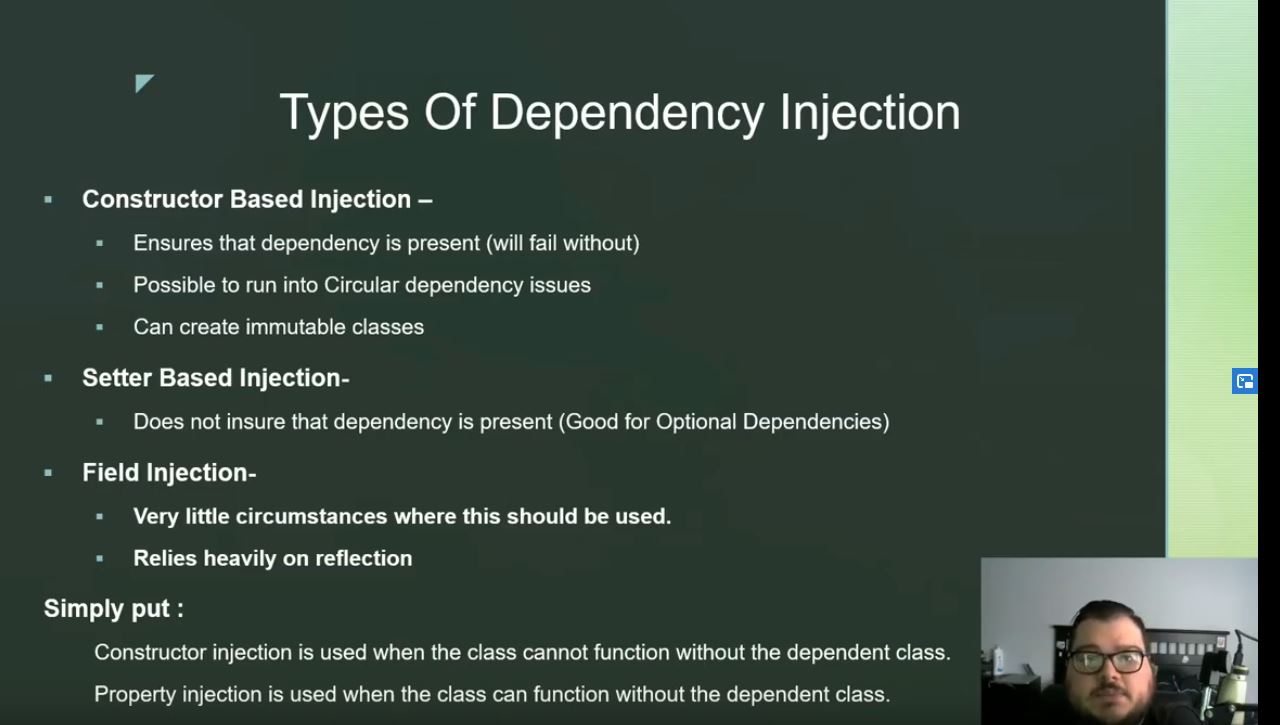 Types Of Dependency Injection
Constructor Based Injection –
Ensures that dependency is present (will fail without)
Possible to run into Circular dependency issues
Can create immutable classes
Setter Based Injection-
Does not insure that dependency is present (Good for Optional Dependencies)
Field Injection-
Very little circumstances where this should be used.
Relies heavily on reflection
Simply put :
Constructor injection is used when the class cannot function without the dependent class.
Property injection is used when the class can function without the dependent class.